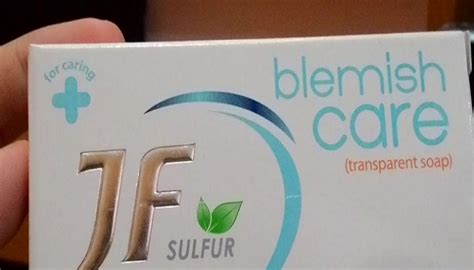 for caring
blemish
care
(transparent soap)
JF
SULFUR